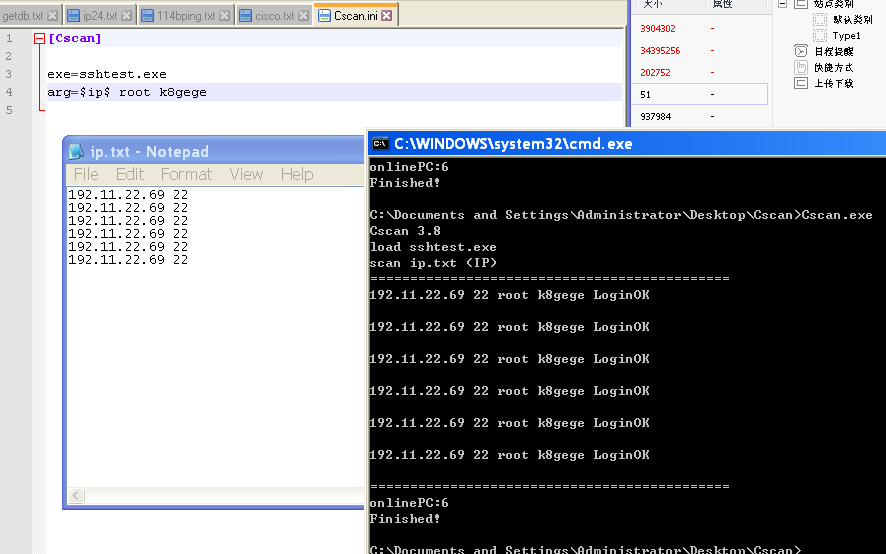 getdb.txt ip24.txt 114bping.txt cisco.txt Cscan.ini
1 [Cscan]
2
3 exe=sshtest.exe
4 arg=$ip$ root k8gege
5
大小 属性
3904302 -
34395256 -
202752 -
51 -
937984 -
站点类别
默认类别
Type1
日程提醒
快捷方式
上传下载
ip.txt - Notepad
File Edit Format View Help
192.11.22.69 22
192.11.22.69 22
192.11.22.69 22
192.11.22.69 22
192.11.22.69 22
192.11.22.69 22
C:\WINDOWS\system32\cmd.exe
onlinePC:6
Finished!
C:\Documents and Settings\Administrator\Desktop\Cscan>Cscan.exe
Cscan 3.8
load sshtest.exe
scan ip.txt (IP)
=============================================
192.11.22.69 22 root k8gege LoginOK
192.11.22.69 22 root k8gege LoginOK
192.11.22.69 22 root k8gege LoginOK
192.11.22.69 22 root k8gege LoginOK
192.11.22.69 22 root k8gege LoginOK
192.11.22.69 22 root k8gege LoginOK
=============================================
onlinePC:6
Finished!
C:\Documents and Settings\Administrator\Desktop\Cscan>